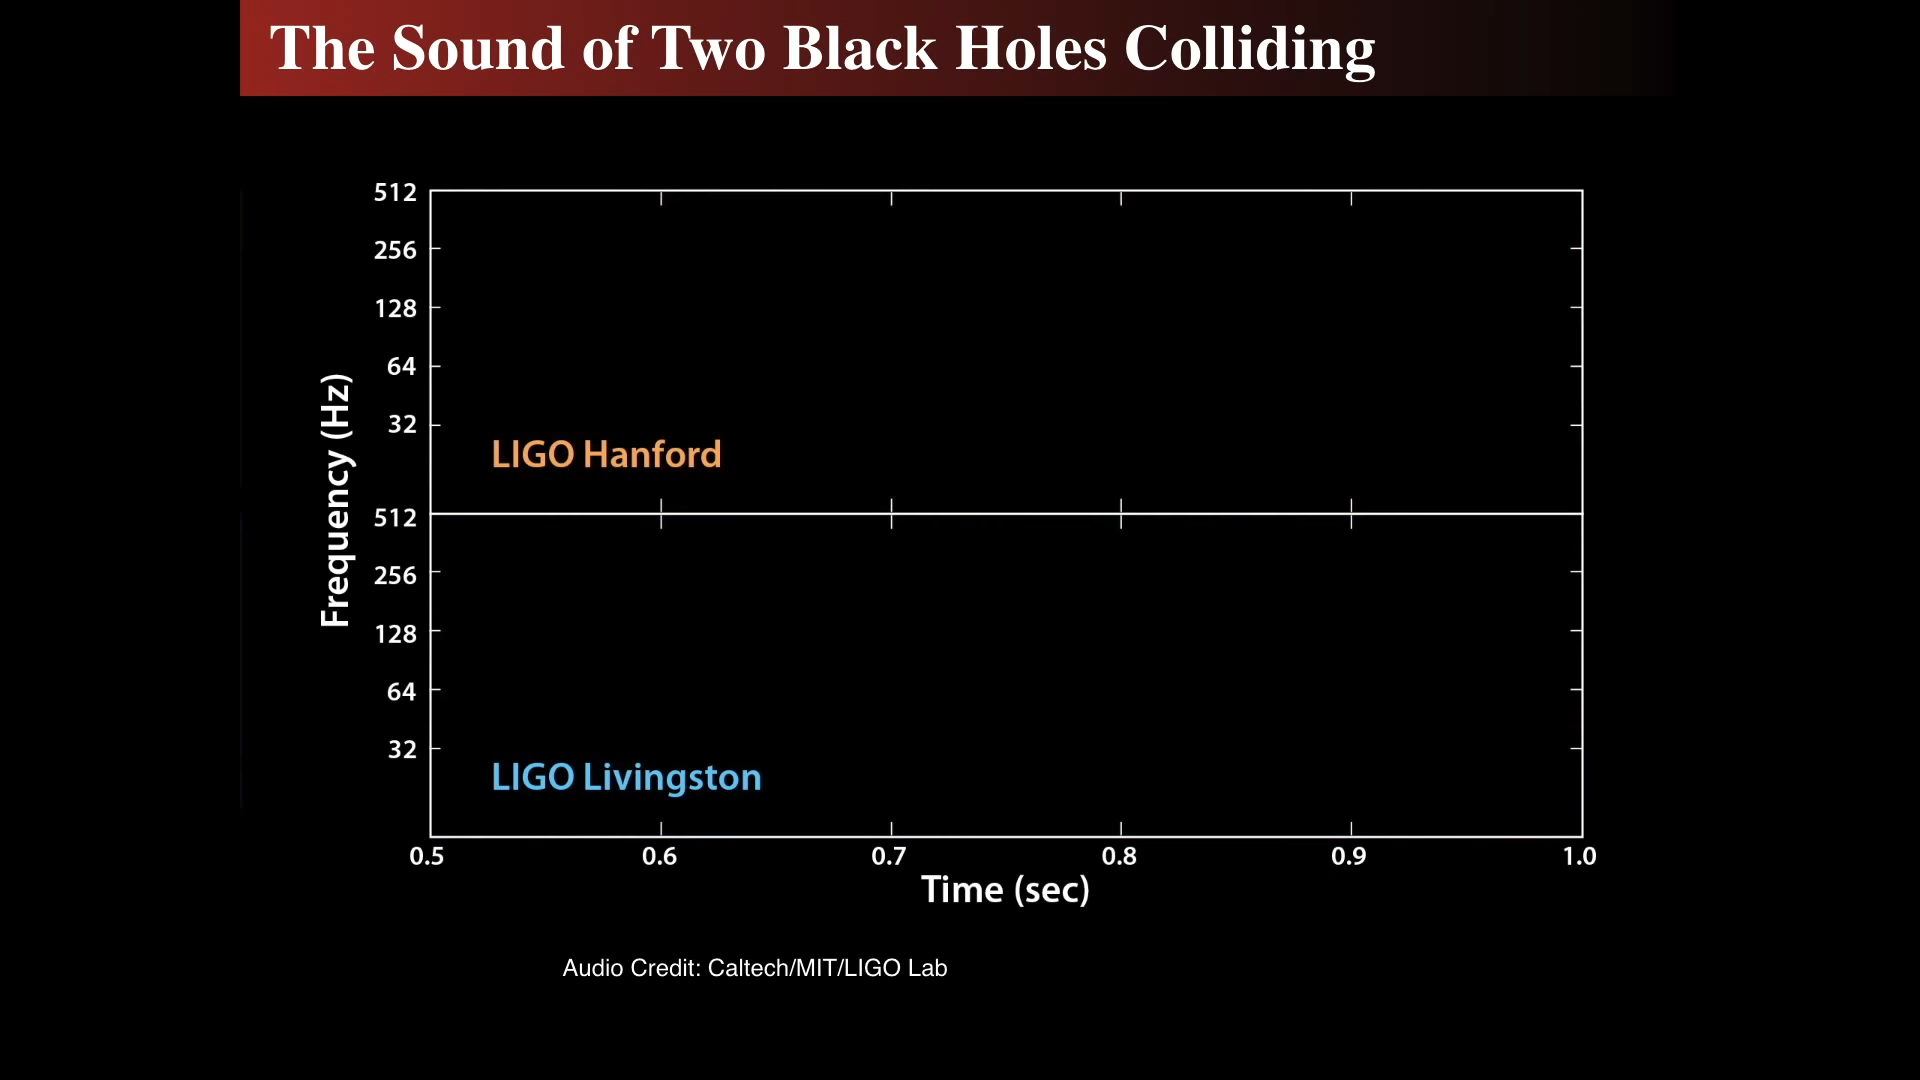 The Sound of Two Black Holes Colliding
Frequency (Hz)
512
256
128
64
32
LIGO Hanford
512
256
128
64
32
LIGO Livingston
0.5 0.6 0.7 0.8 0.9 1.0
Time (sec)
Audio Credit: Caltech/MIT/LIGO Lab